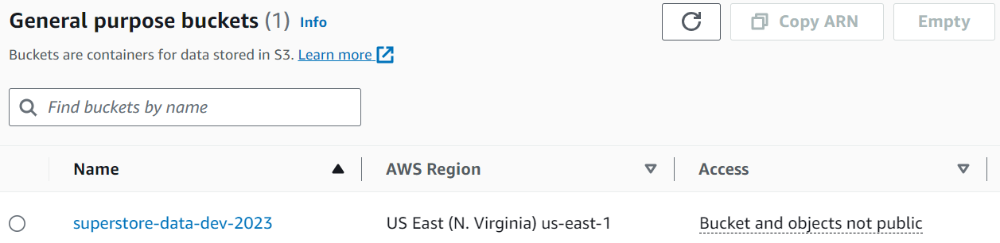 General purpose buckets (1) Info
Copy ARN
Empty
Buckets are containers for data stored in S3. Learn more
Find buckets by name
Name
AWS Region
Access
superstore-data-dev-2023
US East (N. Virginia) us-east-1
Bucket and objects not public